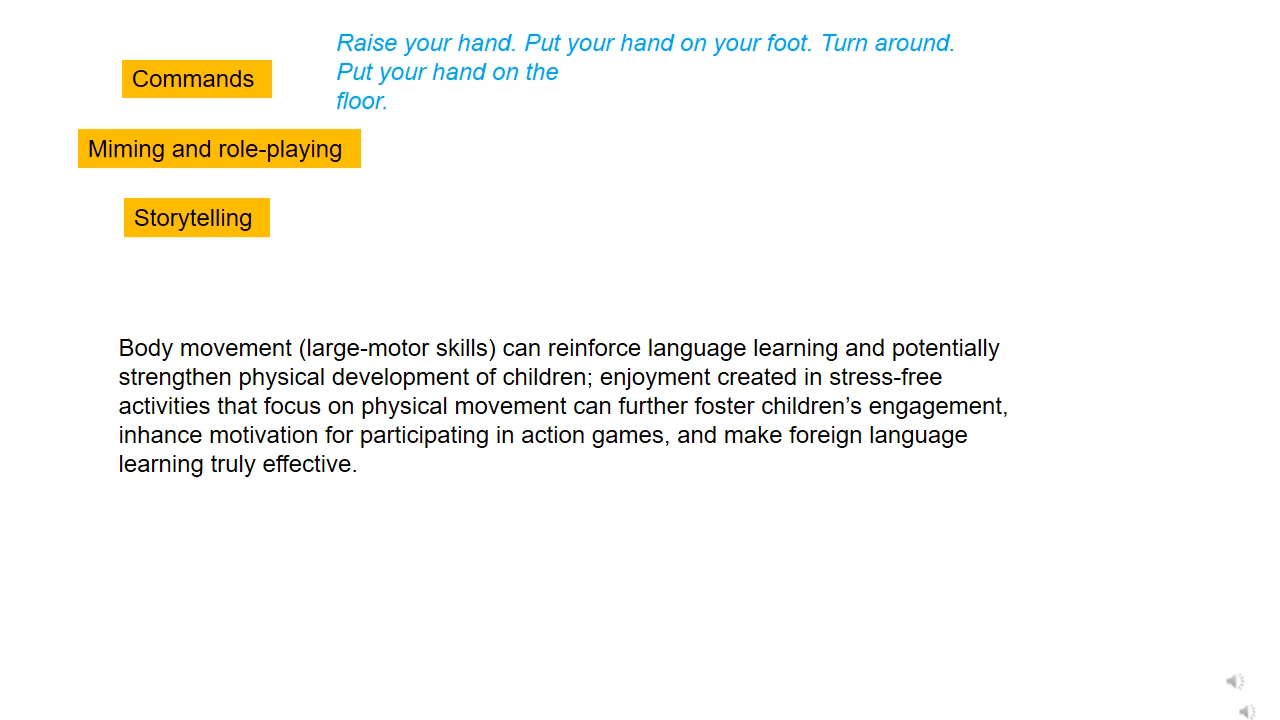 Raise your hand. Put your hand on your foot. Turn around.
Put your hand on the
floor.
Commands
Miming and role-playing
Storytelling
Body movement (large-motor skills) can reinforce language learning and potentially
strengthen physical development of children; enjoyment created in stress-free
activities that focus on physical movement can further foster children’s engagement,
inhance motivation for participating in action games, and make foreign language
learning truly effective.